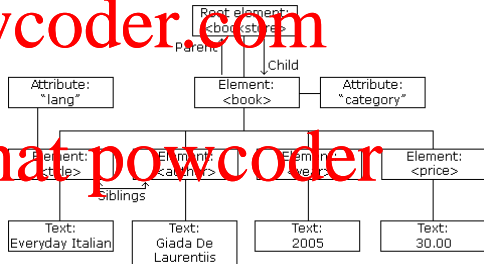 wcoder.com
Root element:
<bookstore>
Parent
Child
Attribute:
"lang"
Element:
<book>
Attribute:
"category"
hat powcoder
Element:
<title>
Element:
<author>
Element:
<year>
Element:
<price>
Siblings
Text:
Everyday Italian
Text:
Giada De
Laurentiis
Text:
2005
Text:
30.00